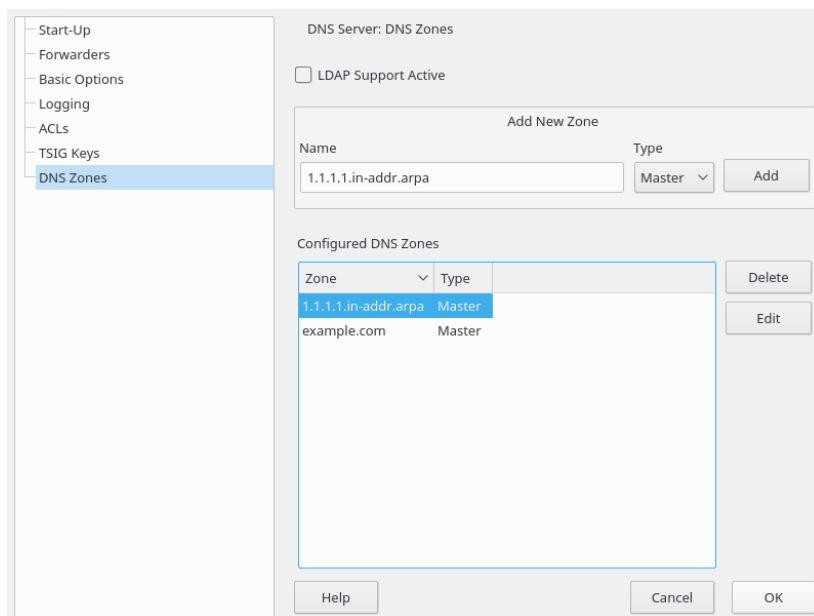 Start-Up
Forwarders
Basic Options
Logging
ACLs
TSIG Keys
DNS Zones
DNS Server: DNS Zones
LDAP Support Active
Add New Zone
Name Type
1.1.1.1.in-addr.arpa Master Add
Configured DNS Zones
Zone Type Delete
1.1.1.1.in-addr.arpa Master
Edit
example.com Master
Help Cancel OK